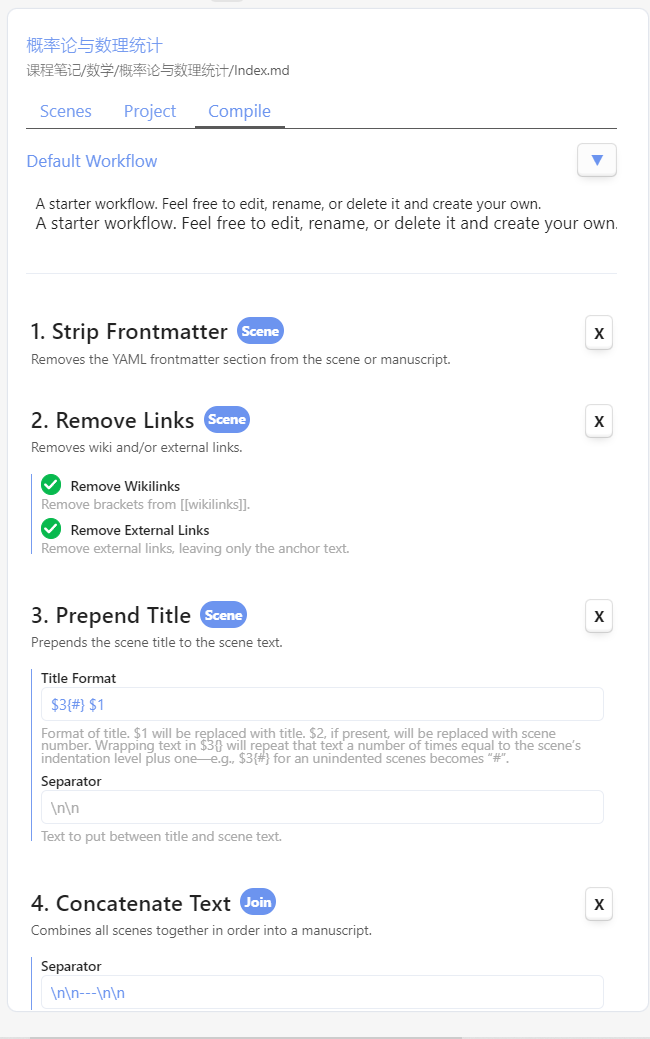 概率论与数理统计
课程笔记/数学/概率论与数理统计/Index.md
Scenes Project Compile
Default Workflow ▼
A starter workflow. Feel free to edit, rename, or delete it and create your own.
A starter workflow. Feel free to edit, rename, or delete it and create your own.
1. Strip Frontmatter Scene X
Removes the YAML frontmatter section from the scene or manuscript.
2. Remove Links Scene X
Removes wiki and/or external links.
Remove Wikilinks
Remove brackets from [[wikilinks]].
Remove External Links
Remove external links, leaving only the anchor text.
3. Prepend Title Scene X
Prepends the scene title to the scene text.
Title Format
$3{#} $1
Format of title. $1 will be replaced with title. $2, if present, will be replaced with scene
number. Wrapping text in $3{} will repeat that text a number of times equal to the scene's
indentation level plus one—e.g., $3{#} for an unindented scenes becomes “#”.
Separator
\n\n
Text to put between title and scene text.
4. Concatenate Text Join X
Combines all scenes together in order into a manuscript.
Separator
\n\n---\n\n